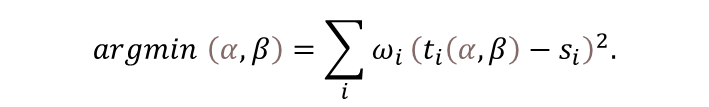 argmin (α, β) = ∑ᵢ ωᵢ (tᵢ(α, β) − sᵢ)².